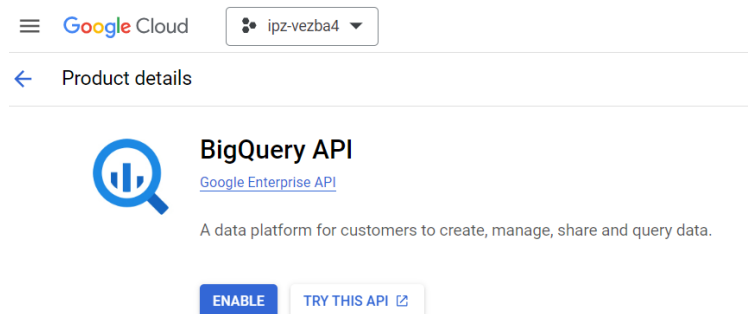 Google Cloud
ipz-vezba4
Product details
BigQuery API
Google Enterprise API
A data platform for customers to create, manage, share and query data.
ENABLE
TRY THIS API